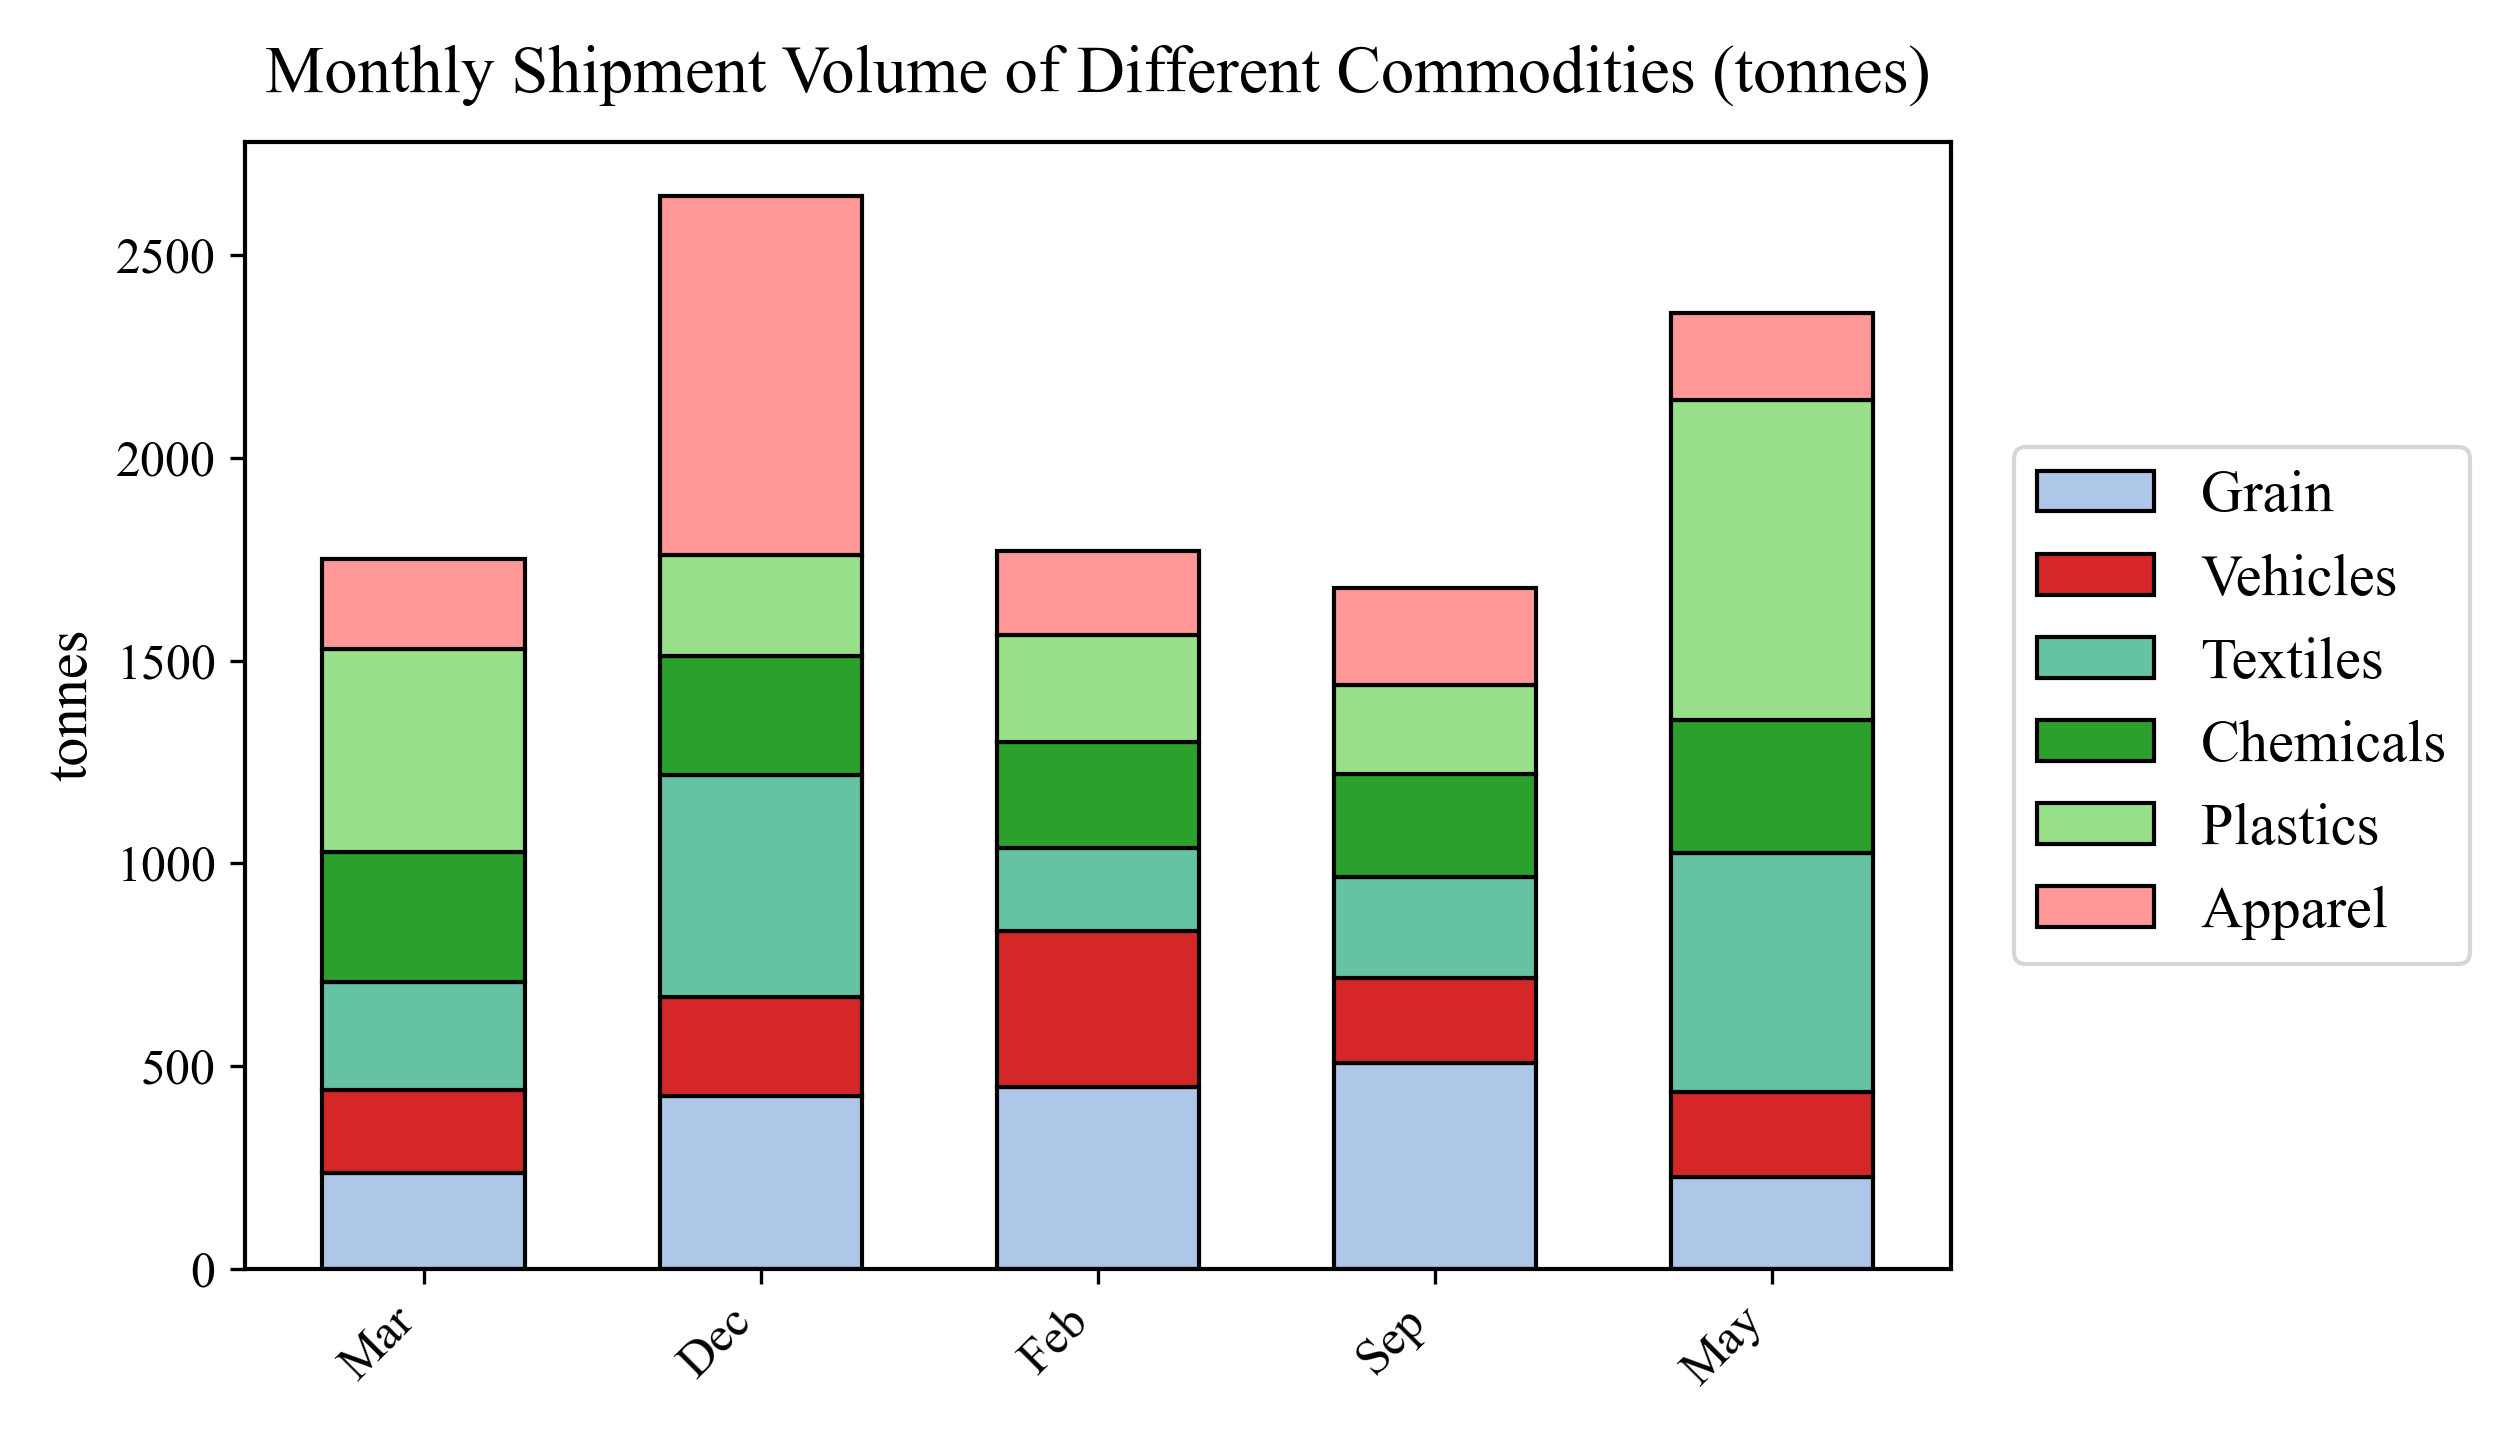 Monthly Shipment Volume of Different Commodities (tonnes)
tonnes
2500
2000
1500
1000
500
0
Mar
Dec
Feb
Sep
May
Grain
Vehicles
Textiles
Chemicals
Plastics
Apparel